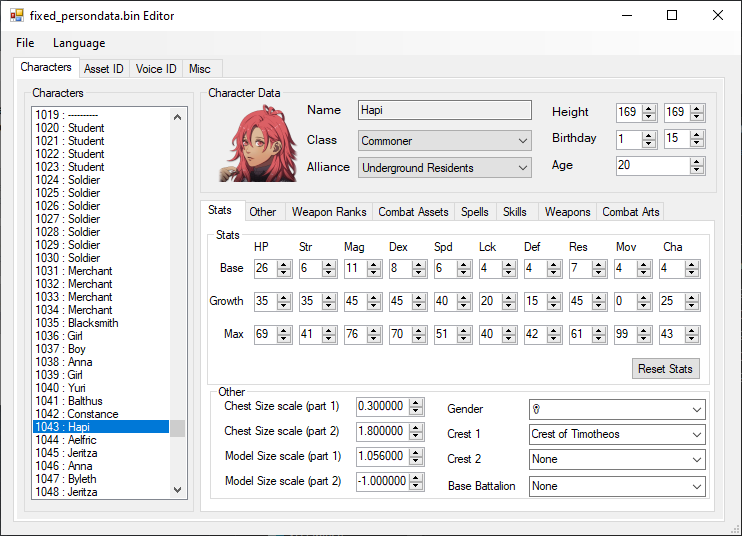 fixed_persondata.bin Editor
File Language
Characters Asset ID Voice ID Misc
Characters
1019 : ----------
1020 : Student
1021 : Student
1022 : Student
1023 : Student
1024 : Soldier
1025 : Soldier
1026 : Soldier
1027 : Soldier
1028 : Soldier
1029 : Soldier
1030 : Soldier
1031 : Merchant
1032 : Merchant
1033 : Merchant
1034 : Merchant
1035 : Blacksmith
1036 : Girl
1037 : Boy
1038 : Anna
1039 : Girl
1040 : Yuri
1041 : Balthus
1042 : Constance
1043 : Hapi
1044 : Aelfric
1045 : Jeritza
1046 : Anna
1047 : Byleth
1048 : Jeritza
Character Data
Name Hapi
Class Commoner
Alliance Underground Residents
Height 169 169
Birthday 1 15
Age 20
Stats Other Weapon Ranks Combat Assets Spells Skills Weapons Combat Arts
Stats
HP Str Mag Dex Spd Lck Def Res Mov Cha
Base 26 6 11 8 6 4 4 7 4 4
Growth 35 35 45 45 40 20 15 45 0 25
Max 69 41 76 70 51 40 42 61 99 43
Reset Stats
Other
Chest Size scale (part 1) 0.300000
Chest Size scale (part 2) 1.800000
Model Size scale (part 1) 1.056000
Model Size scale (part 2) -1.000000
Gender
Crest 1 Crest of Timotheos
Crest 2 None
Base Battalion None